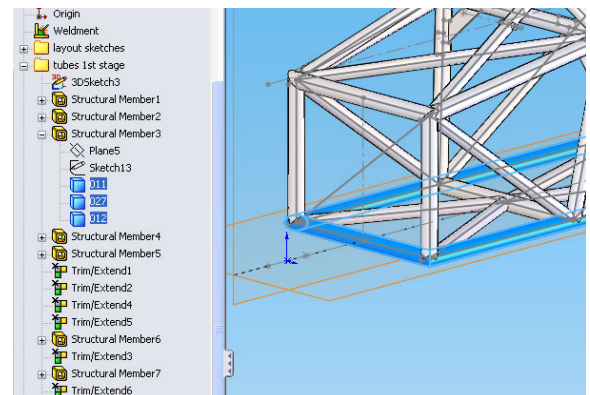 Origin
Weldment
layout sketches
tubes 1st stage
3DSketch3
Structural Member1
Structural Member2
Structural Member3
Plane5
Sketch13
011
027
012
Structural Member4
Structural Member5
Trim/Extend1
Trim/Extend2
Trim/Extend4
Trim/Extend5
Structural Member6
Trim/Extend3
Structural Member7
Trim/Extend6